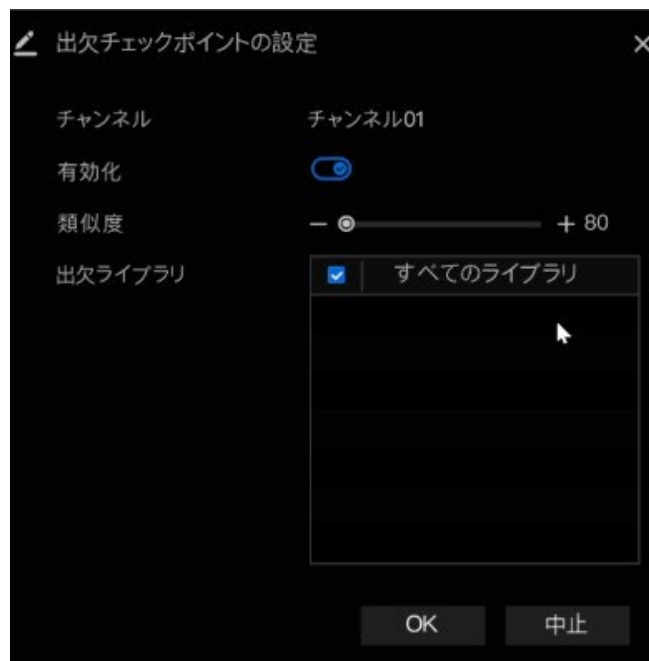 出欠チェックポイントの設定
チャンネル チャンネル01
有効化
類似度 80
出欠ライブラリ すべてのライブラリ
OK 中止